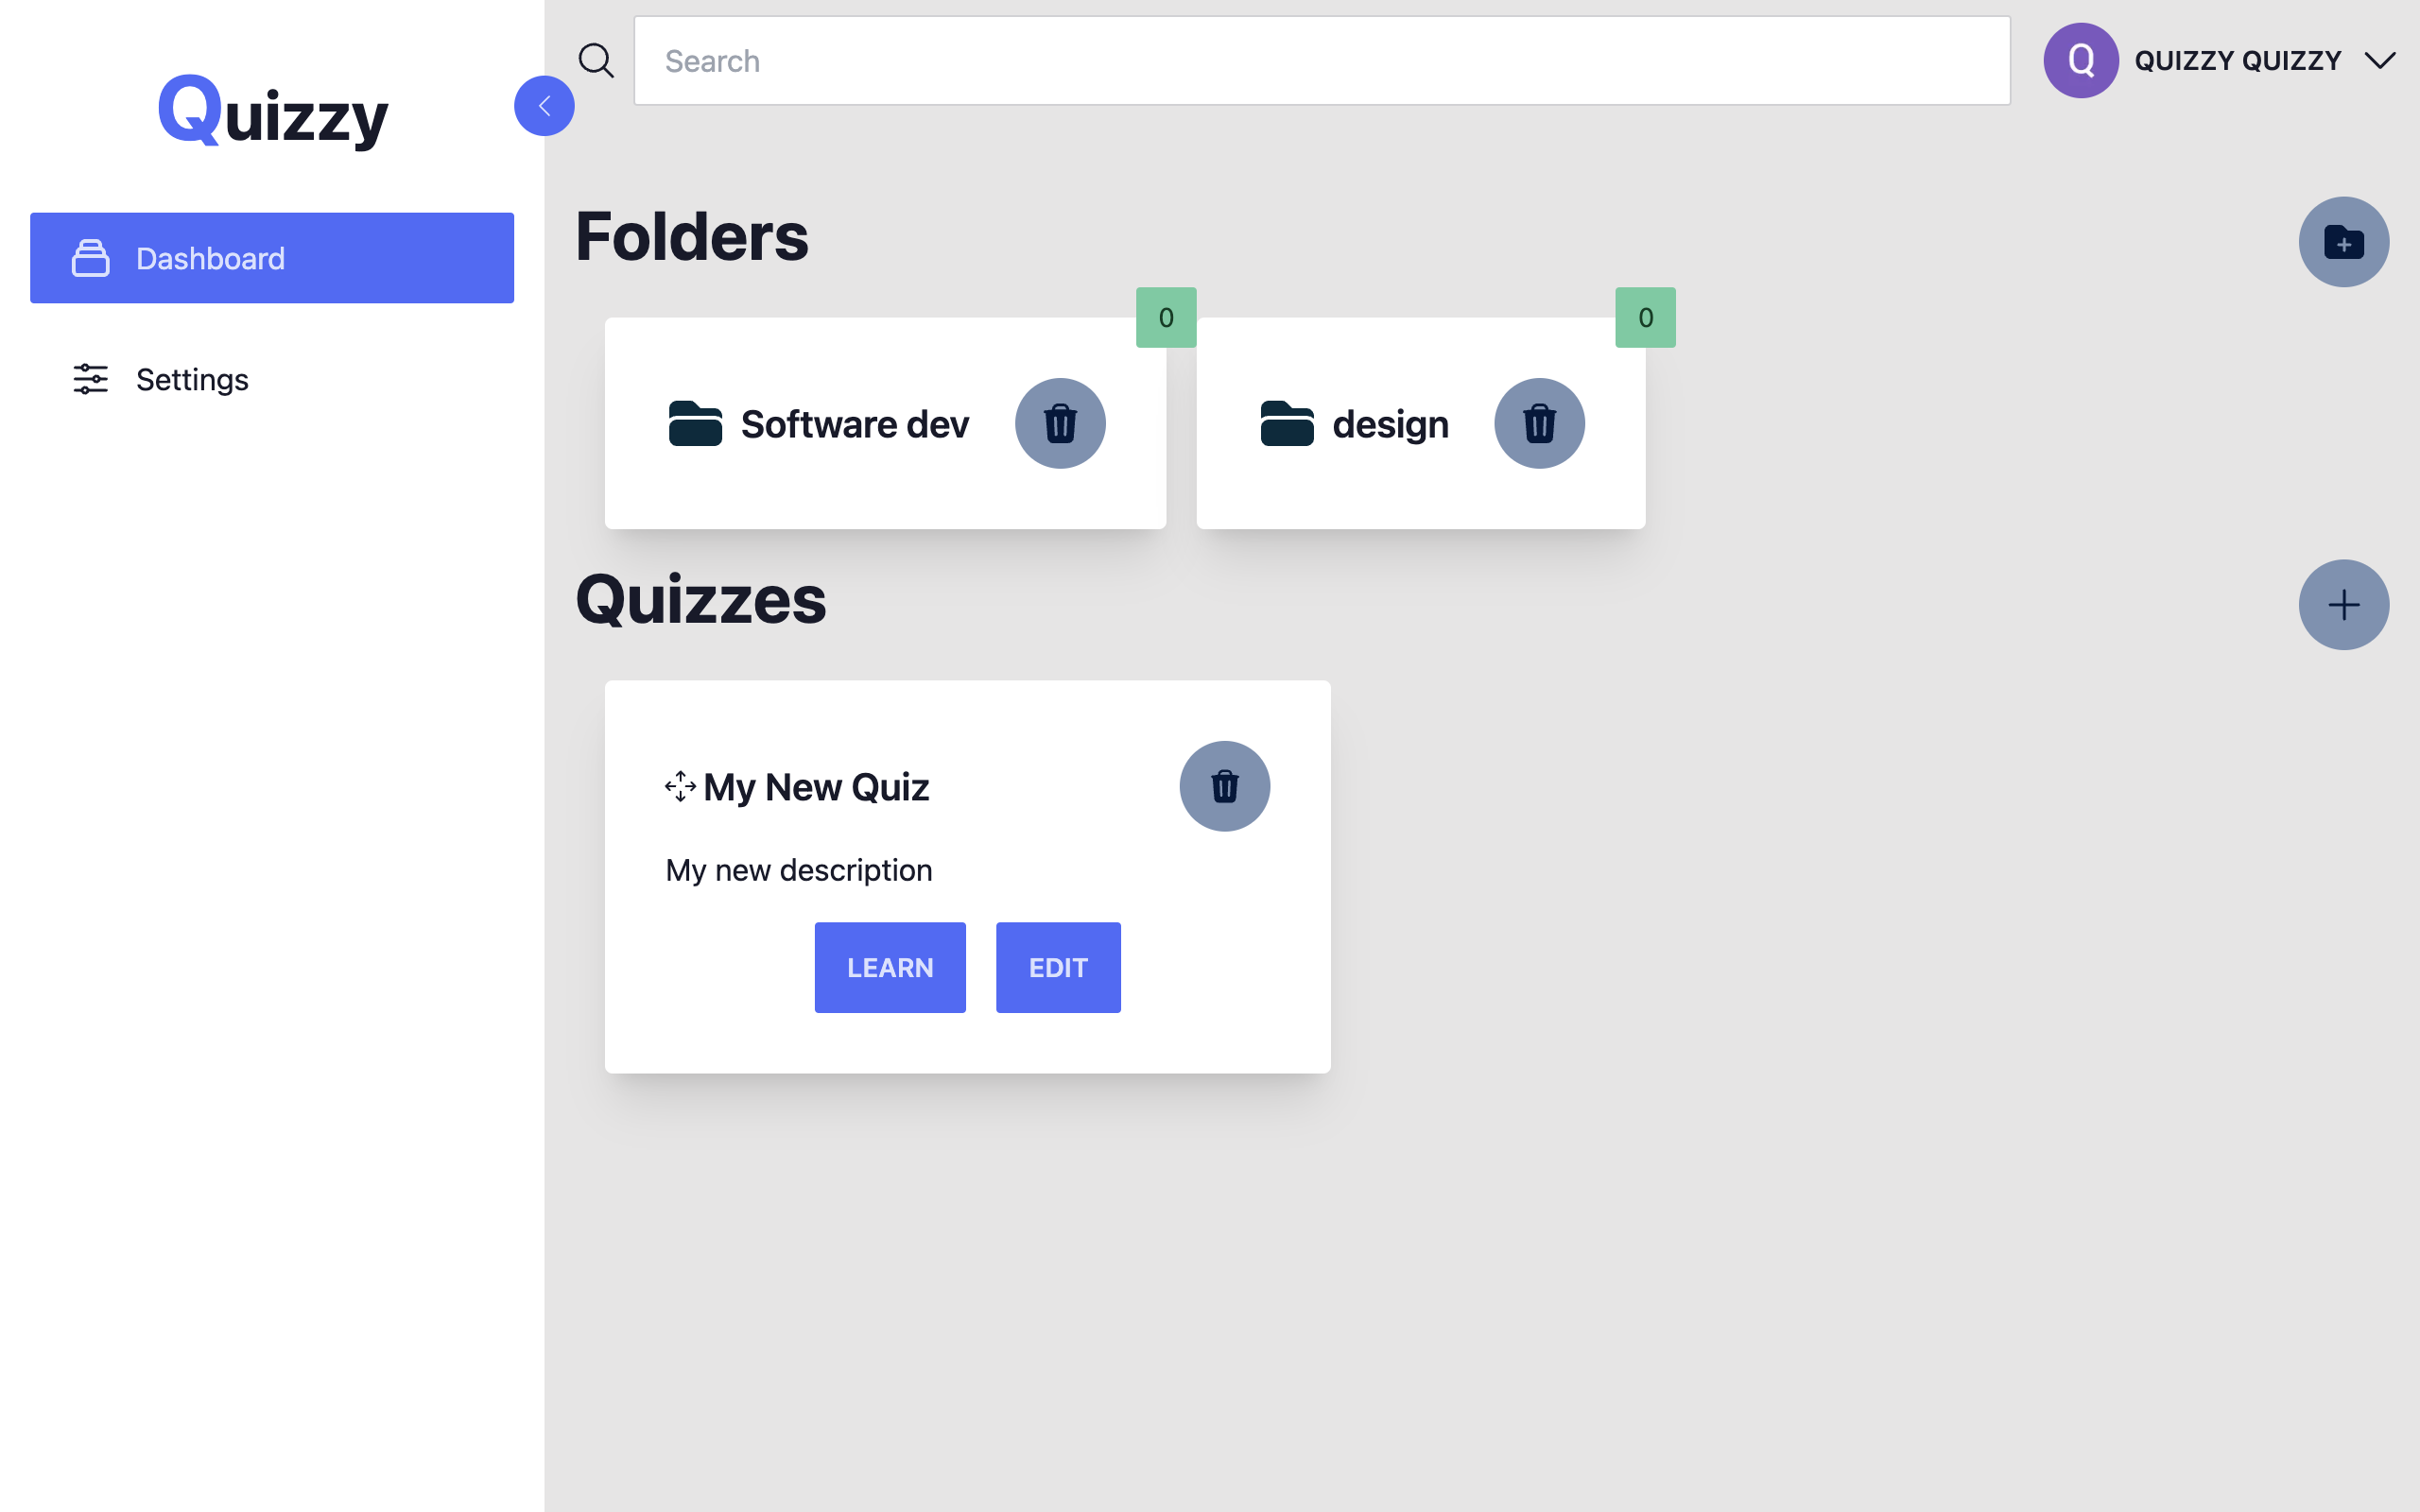 Quizzy
Dashboard
Settings
Search
Q
QUIZZY QUIZZY
Folders
0
0
Software dev
design
Quizzes
My New Quiz
My new description
LEARN
EDIT